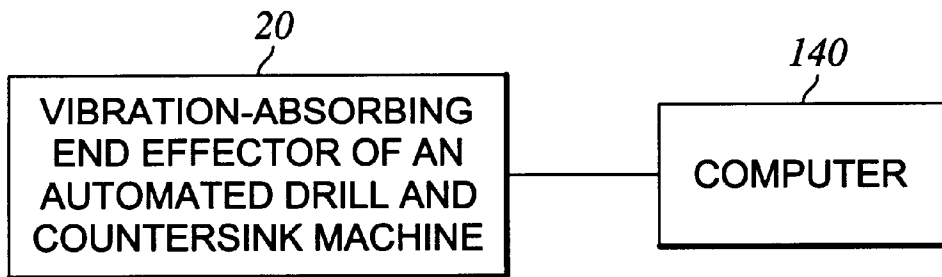 20
VIBRATION-ABSORBING
END EFFECTOR OF AN
AUTOMATED DRILL AND
COUNTERSINK MACHINE
140
COMPUTER